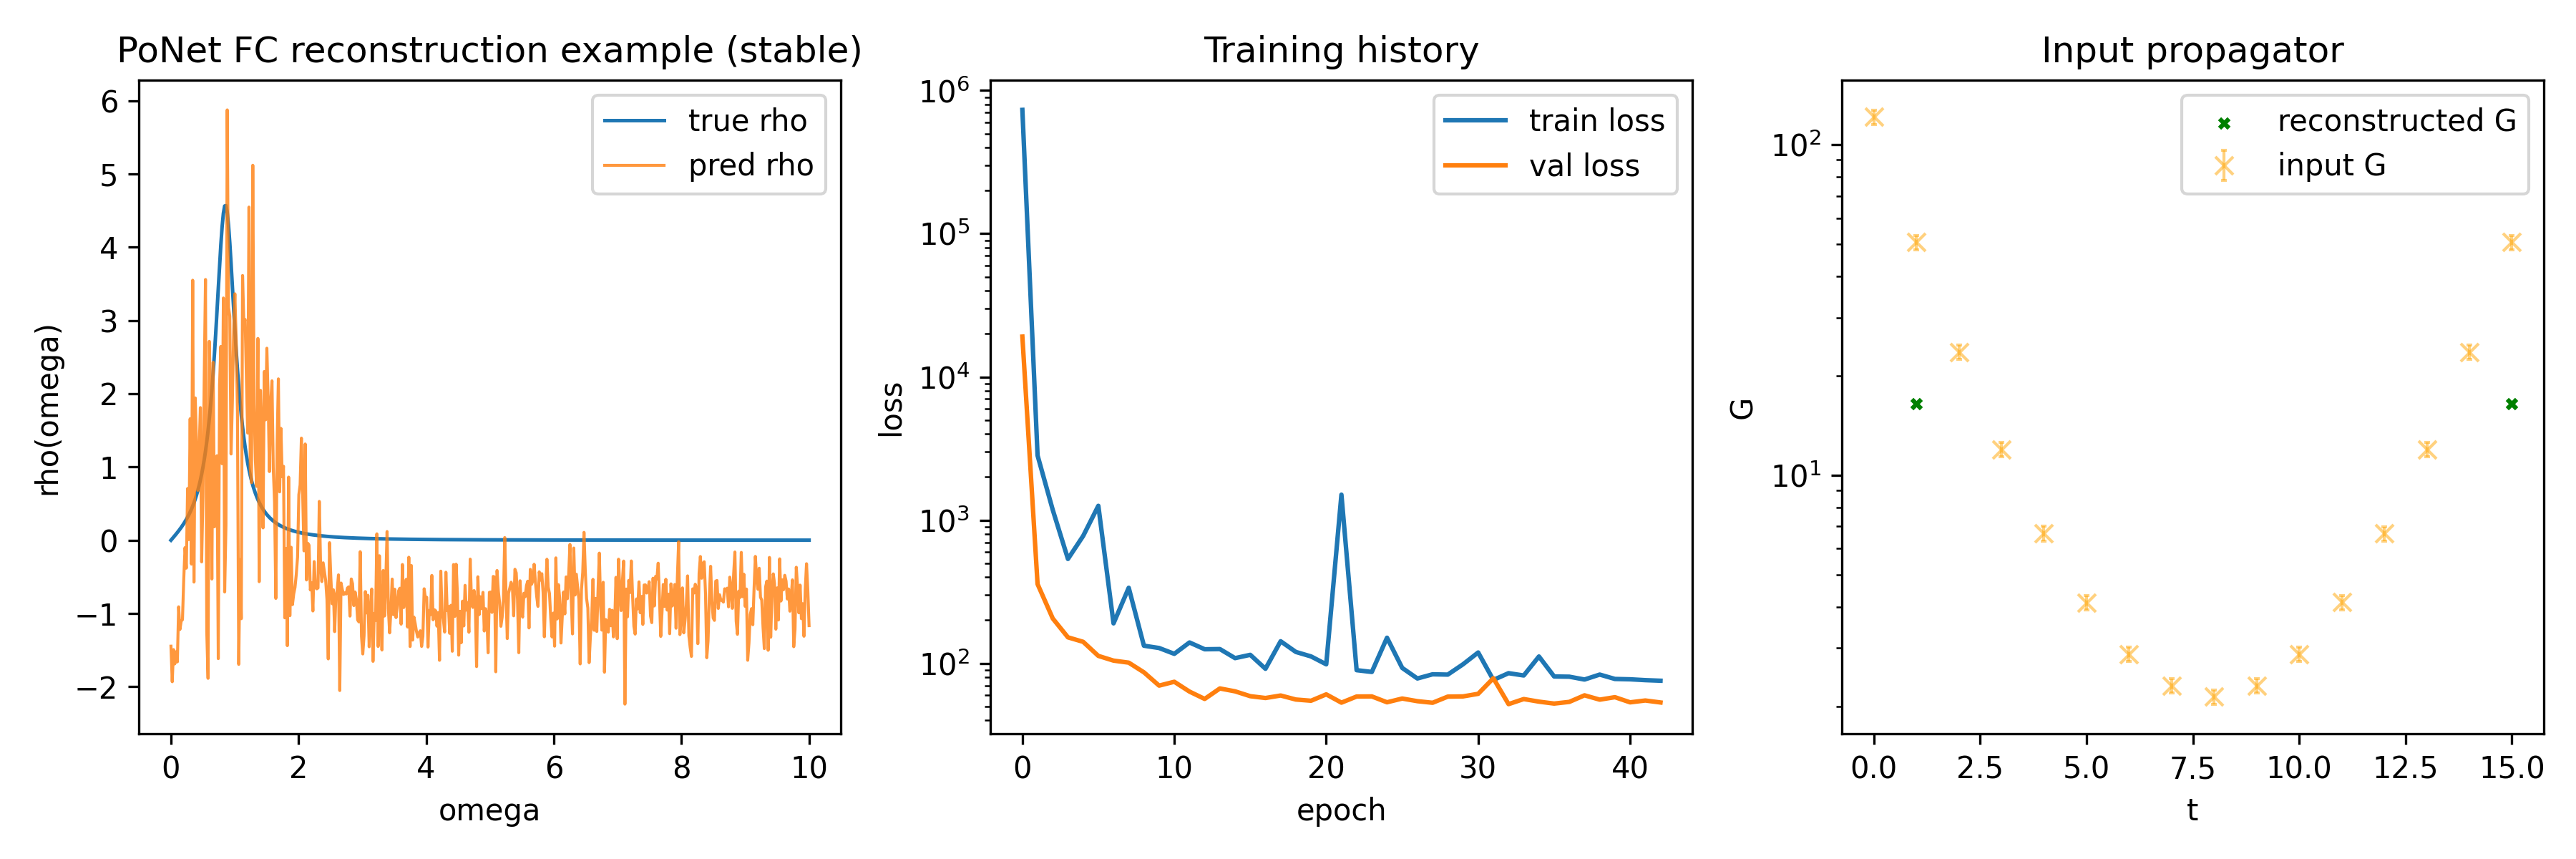 PoNet FC reconstruction example (stable)
6
5
4
3
2
1
0
−1
−2
rho(omega)
true rho
pred rho
0 2 4 6 8 10
omega
Training history
10^6
10^5
10^4
10^3
10^2
loss
train loss
val loss
0 10 20 30 40
epoch
Input propagator
10^2
10^1
G
reconstructed G
input G
0.0 2.5 5.0 7.5 10.0 12.5 15.0
t